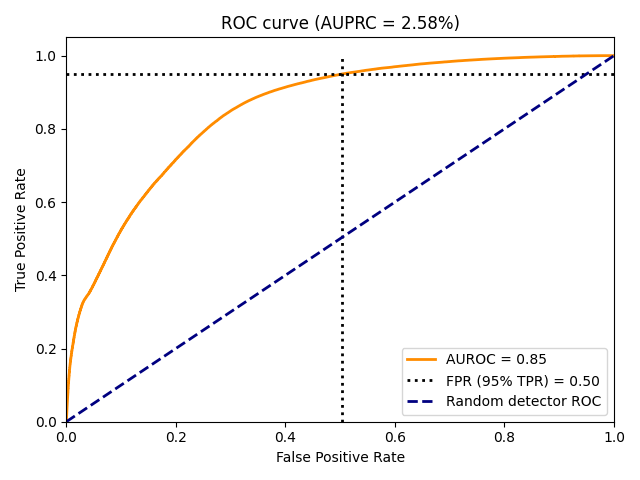 ROC curve (AUPRC = 2.58%)
1.0
0.8
0.6
0.4
0.2
0.0
True Positive Rate
AUROC = 0.85
FPR (95% TPR) = 0.50
Random detector ROC
0.0 0.2 0.4 0.6 0.8 1.0
False Positive Rate